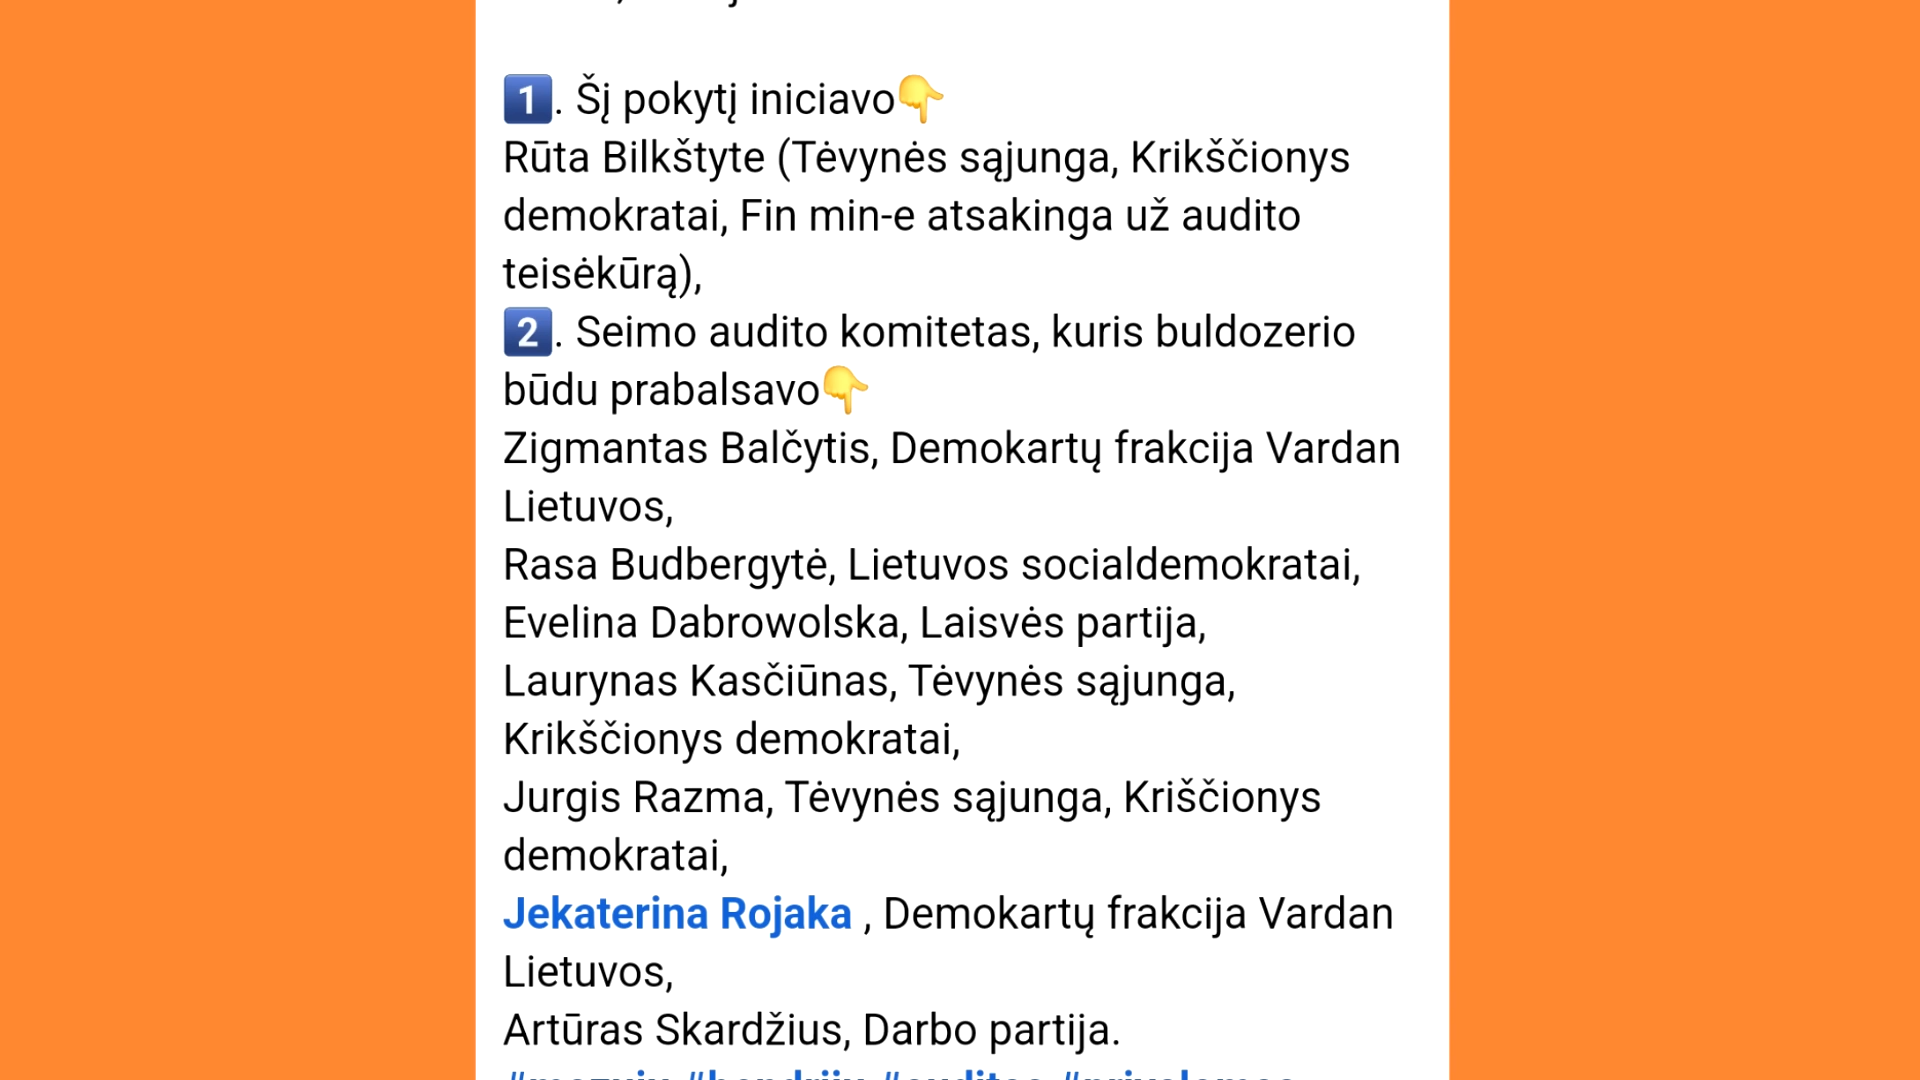 1️⃣. Šį pokytį iniciavo👇
Rūta Bilkštyte (Tėvynės sąjunga, Krikščionys
demokratai, Fin min-e atsakinga už audito
teisėkūrą),
2️⃣. Seimo audito komitetas, kuris buldozerio
būdu prabalsavo👇
Zigmantas Balčytis, Demokartų frakcija Vardan
Lietuvos,
Rasa Budbergytė, Lietuvos socialdemokratai,
Evelina Dabrowolska, Laisvės partija,
Laurynas Kasčiūnas, Tėvynės sąjunga,
Krikščionys demokratai,
Jurgis Razma, Tėvynės sąjunga, Kriščionys
demokratai,
Jekaterina Rojaka , Demokartų frakcija Vardan
Lietuvos,
Artūras Skardžius, Darbo partija.